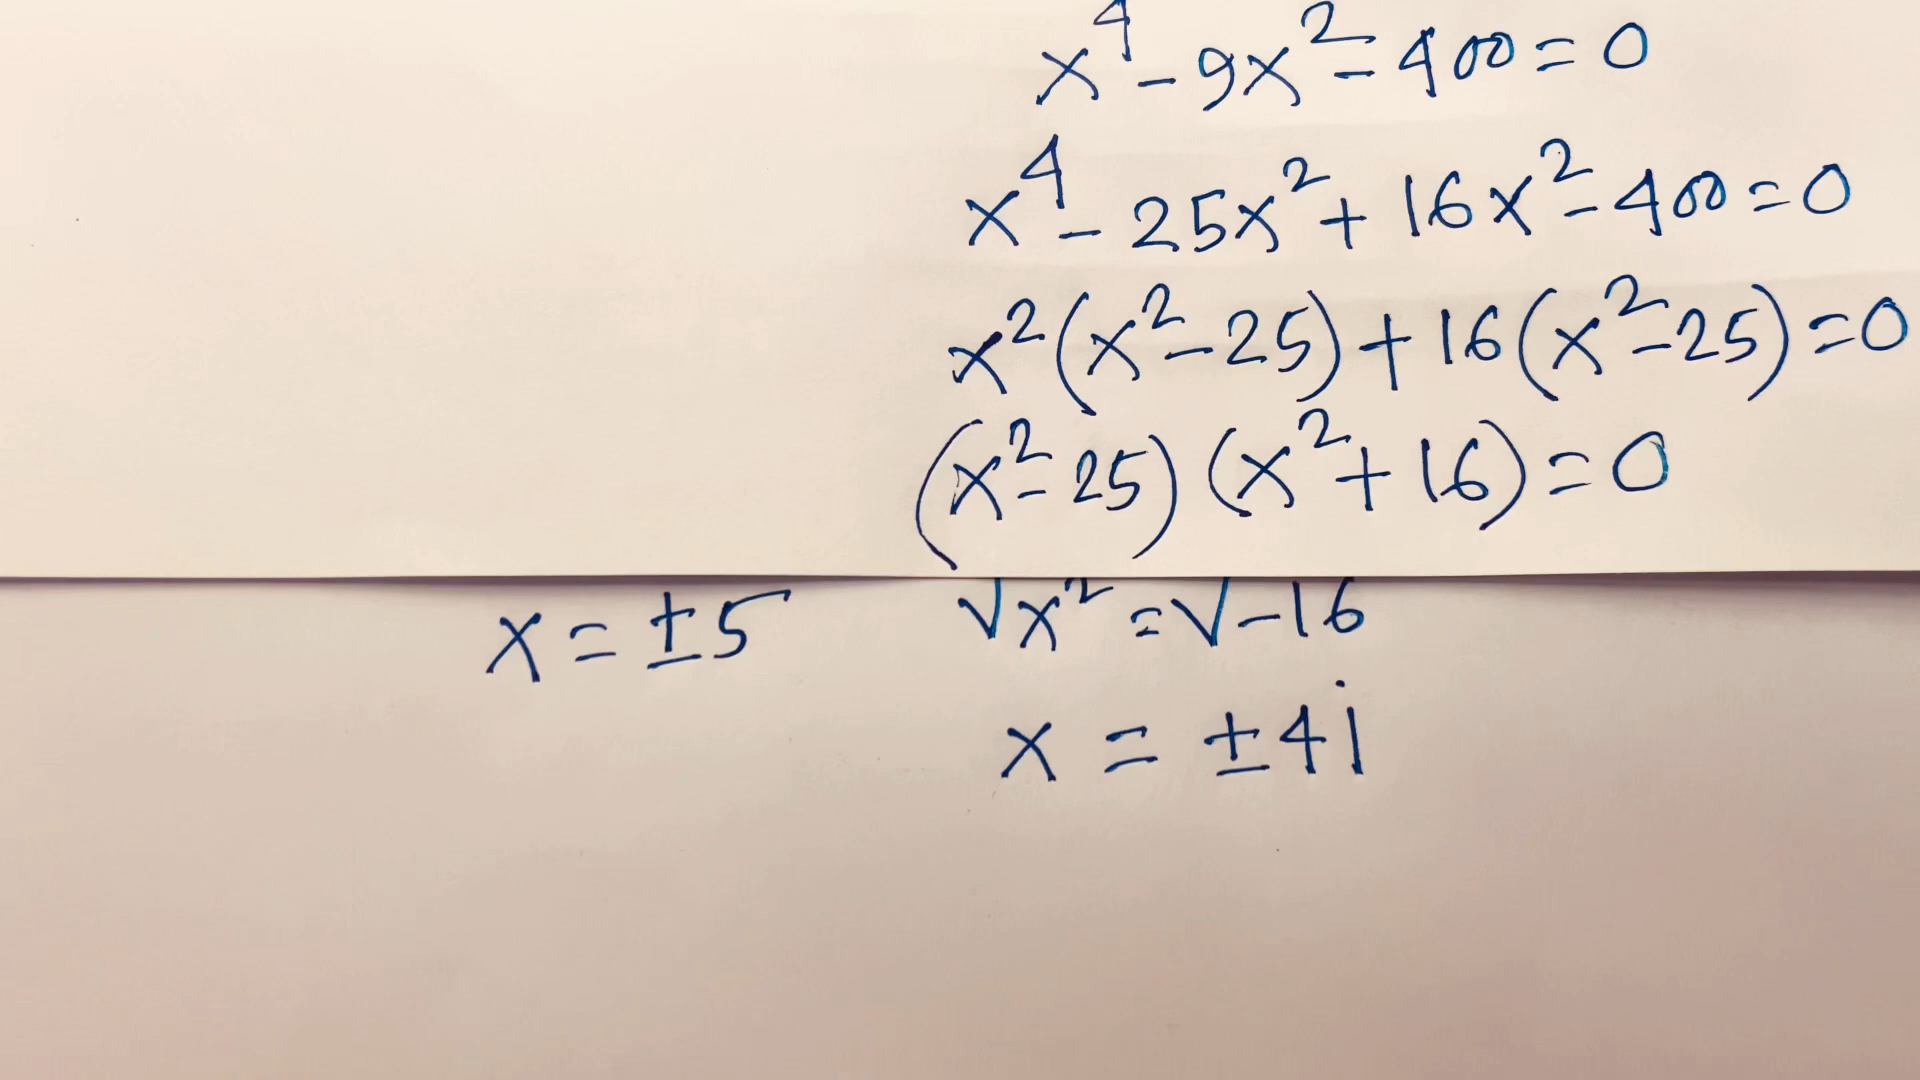 x⁴ - 9x² - 400 = 0
x⁴ - 25x² + 16x² - 400 = 0
x²(x² - 25) + 16(x² - 25) = 0
(x² - 25)(x² + 16) = 0
x = ±5 √x² = √-16
x = ±4i